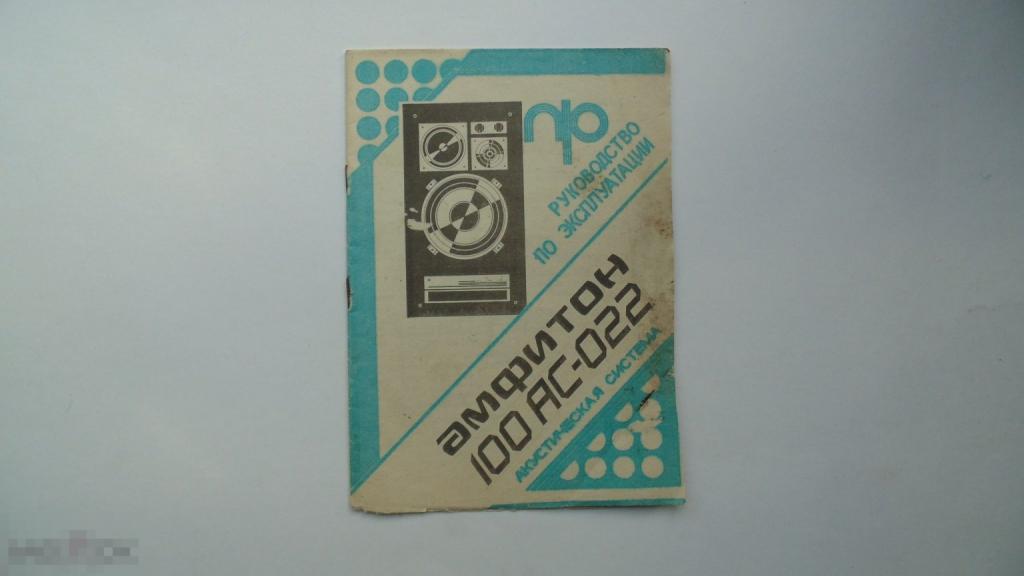 РУКОВОДСТВО
ПО ЭКСПЛУАТАЦИИ
амфитон
100 АС-022
АКУСТИЧЕСКАЯ СИСТЕМА